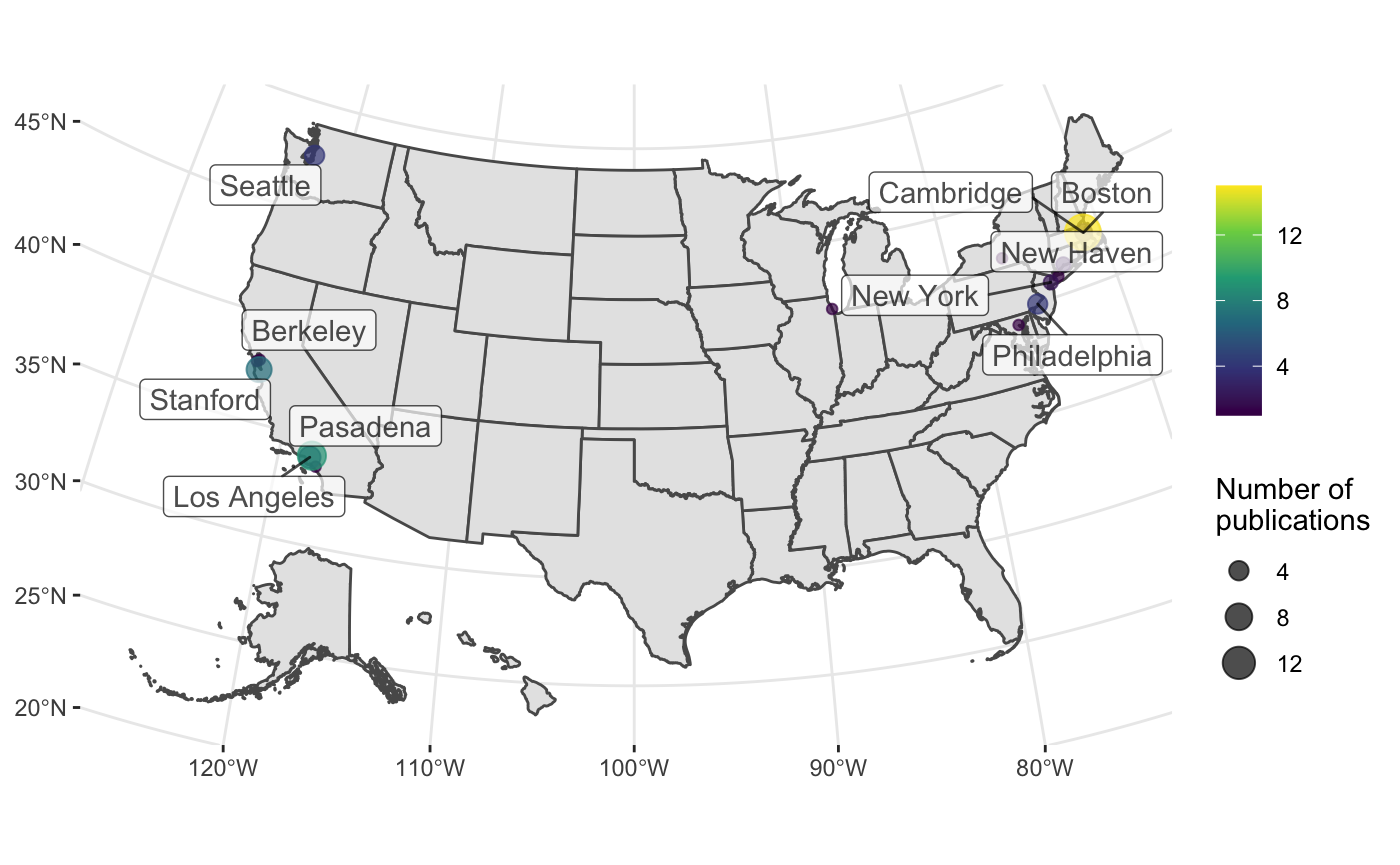 45°N
40°N
35°N
30°N
25°N
20°N
120°W
110°W
100°W
90°W
80°W
Seattle
Cambridge
Boston
New Haven
New York
Berkeley
Philadelphia
Stanford
Pasadena
Los Angeles
12
8
4
Number of
publications
4
8
12